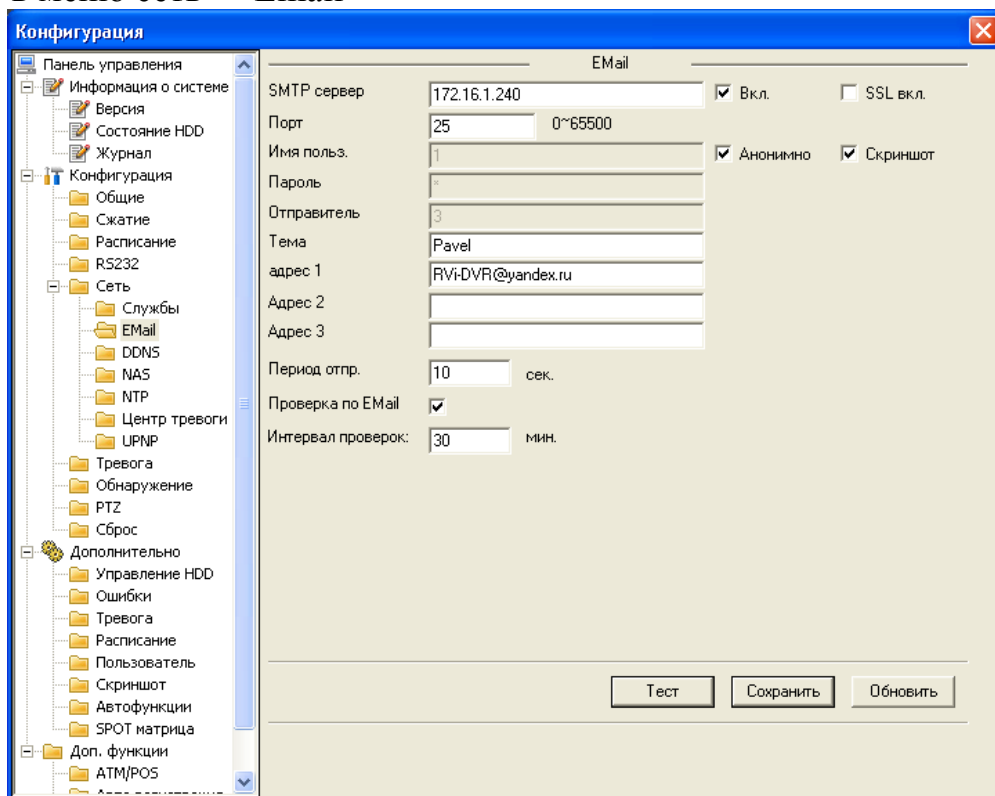 Конфигурация
Панель управления
Информация о системе
Версия
Состояние HDD
Журнал
Конфигурация
Общие
Сжатие
Расписание
RS232
Сеть
Службы
EMail
DDNS
NAS
NTP
Центр тревоги
UPNP
Тревога
Обнаружение
PTZ
Сброс
Дополнительно
Управление HDD
Ошибки
Тревога
Расписание
Пользователь
Скриншот
Автофункции
SPOT матрица
Доп. функции
ATM/POS
EMail
SMTP сервер 172.16.1.240 Вкл. SSL вкл.
Порт 25 0~65500
Имя польз. 1 Анонимно Скриншот
Пароль *
Отправитель 3
Тема Pavel
адрес 1 RVi-DVR@yandex.ru
Адрес 2
Адрес 3
Период отпр. 10 сек.
Проверка по EMail
Интервал проверок: 30 мин.
Тест Сохранить Обновить